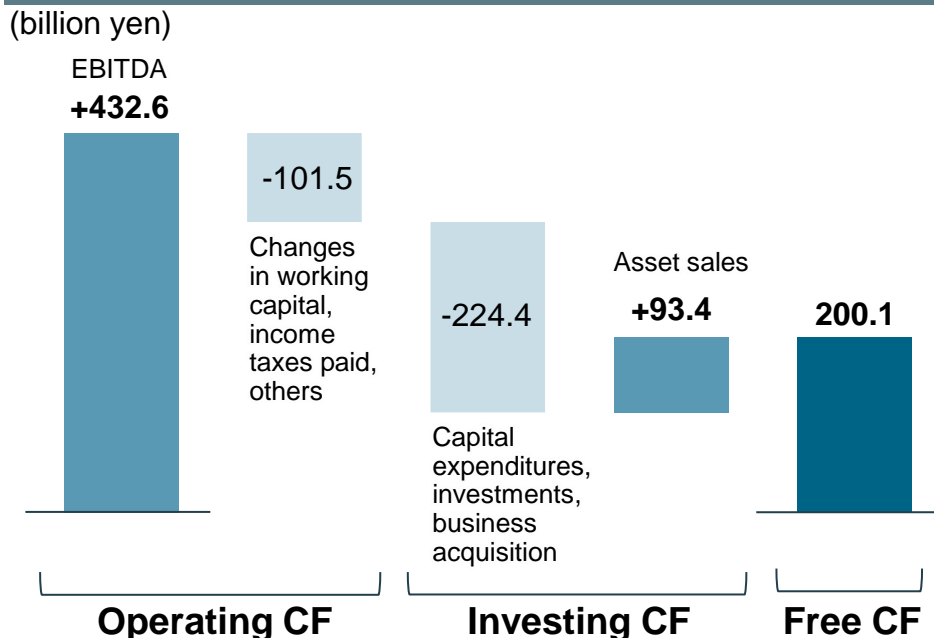 (billion yen)
EBITDA
+432.6
-101.5
Changes
in working
capital,
income
taxes paid,
others
-224.4
Capital
expenditures,
investments,
business
acquisition
Asset sales
+93.4
200.1
Operating CF
Investing CF
Free CF